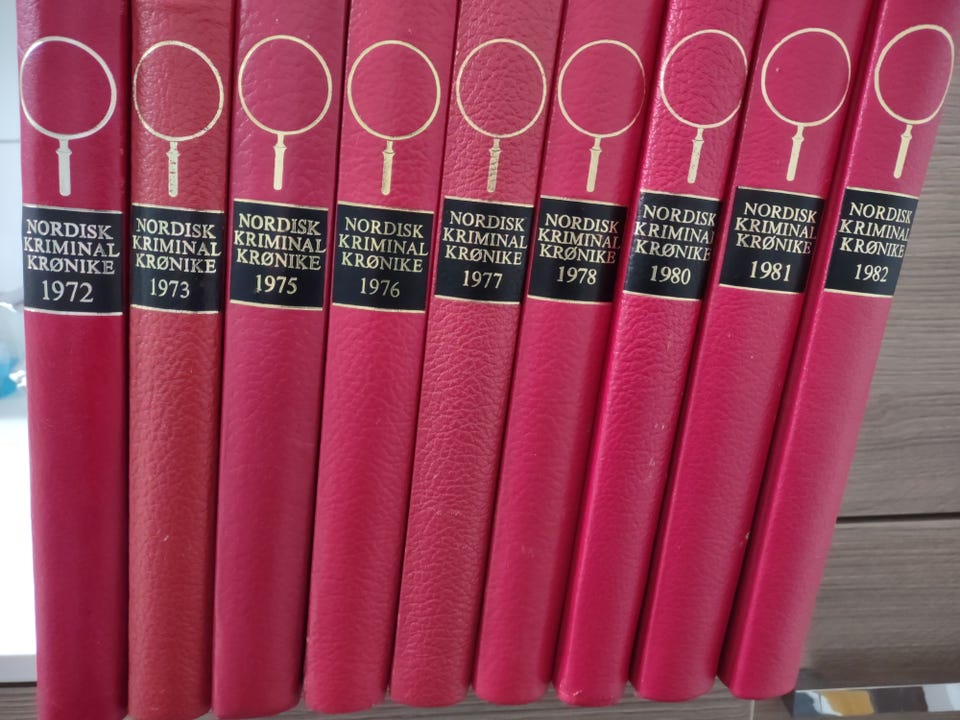 NORDISK
KRIMINAL
KRØNIKE
1972
NORDISK
KRIMINAL
KRØNIKE
1973
NORDISK
KRIMINAL
KRØNIKE
1975
NORDISK
KRIMINAL
KRØNIKE
1976
NORDISK
KRIMINAL
KRØNIKE
1977
NORDISK
KRIMINAL
KRØNIKE
1978
NORDISK
KRIMINAL
KRØNIKE
1980
NORDISK
KRIMINAL
KRØNIKE
1981
NORDISK
KRIMINAL
KRØNIKE
1982